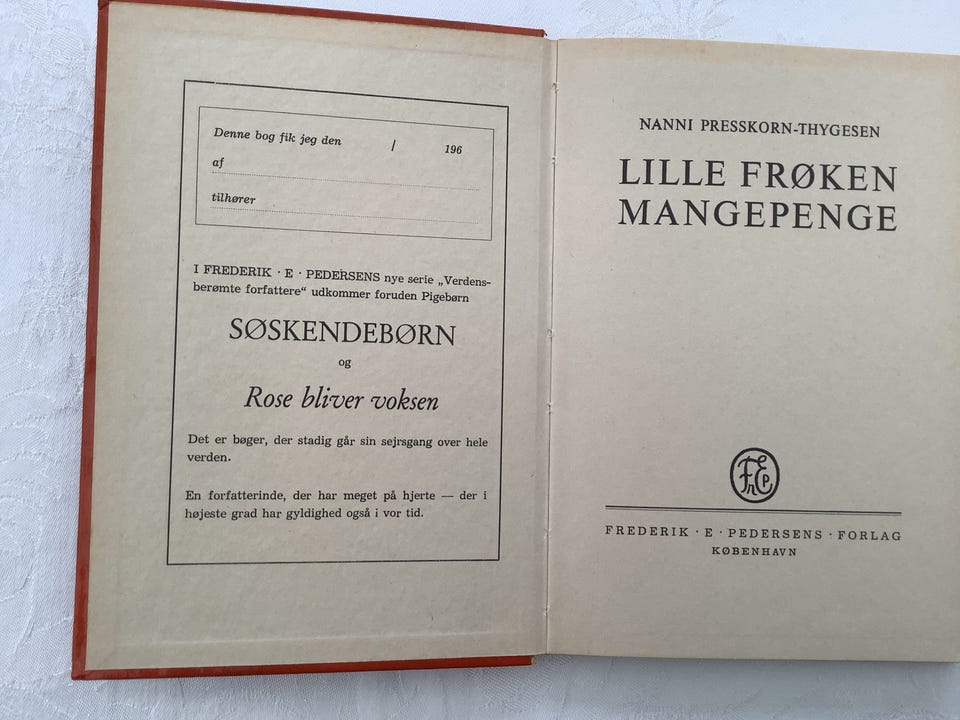 Denne bog fik jeg den / 196
af
tilhører
I FREDERIK · E · PEDERSENS nye serie „Verdens-
berømte forfattere“ udkommer foruden Pigebørn
SØSKENDEBØRN
og
Rose bliver voksen
Det er bøger, der stadig går sin sejrsgang over hele
verden.
En forfatterinde, der har meget på hjerte — der i
højeste grad har gyldighed også i vor tid.
NANNI PRESSKORN-THYGESEN
LILLE FRØKEN
MANGEPENGE
FrEP
FREDERIK · E · PEDERSENS · FORLAG
KØBENHAVN